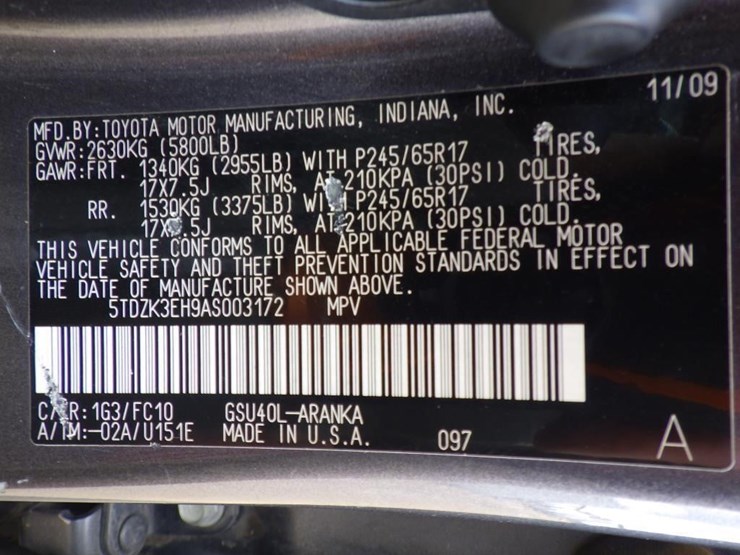 11/09
MFD.BY:TOYOTA MOTOR MANUFACTURING, INDIANA, INC.
GVWR:2630KG (5800LB)
GAWR:FRT. 1340KG (2955LB) WITH P245/65R17 TIRES,
17X7.5J RIMS, AT 210KPA (30PSI) COLD.
RR. 1530KG (3375LB) WITH P245/65R17 TIRES,
17X7.5J RIMS, AT 210KPA (30PSI) COLD.
THIS VEHICLE CONFORMS TO ALL APPLICABLE FEDERAL MOTOR
VEHICLE SAFETY AND THEFT PREVENTION STANDARDS IN EFFECT ON
THE DATE OF MANUFACTURE SHOWN ABOVE.
5TDZK3EH9AS003172 MPV
C/TR:1G3/FC10 GSU40L-ARANKA
A/TM:-02A/U151E MADE IN U.S.A. 097 A